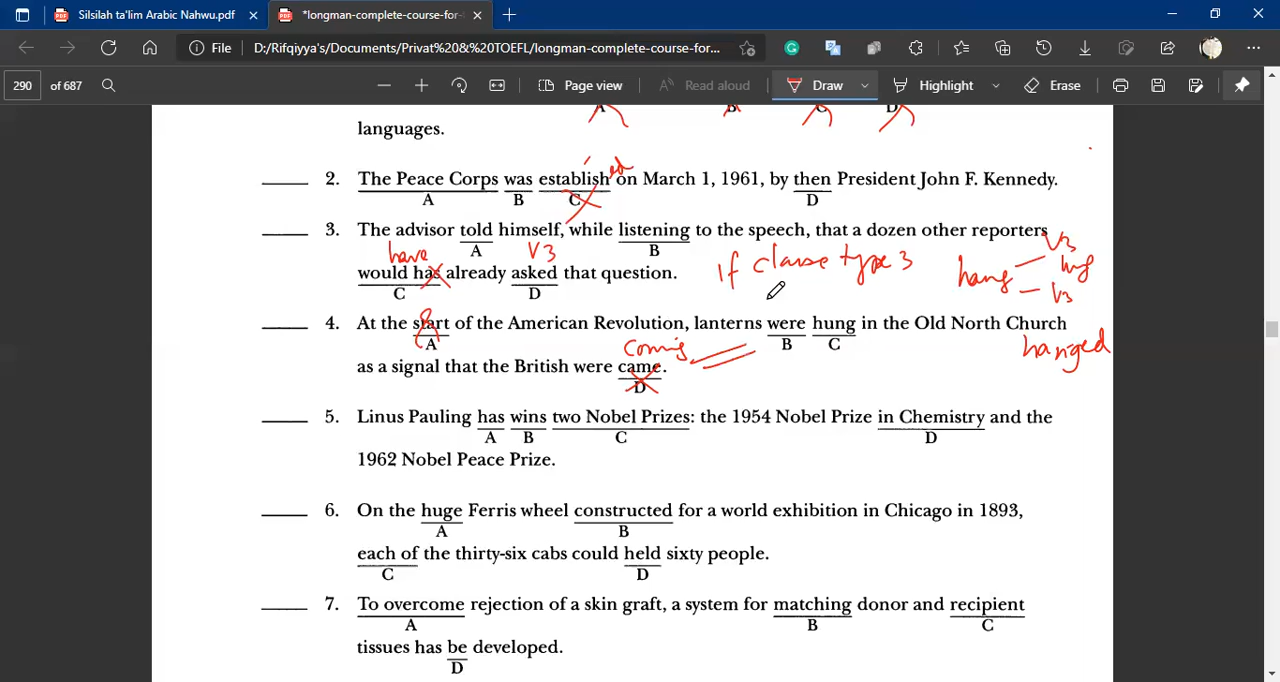 Silsilah ta'lim Arabic Nahwu.pdf
*longman-complete-course-for-
File
D:/Rifqiyya's/Documents/Privat%20&%20TOEFL/longman-complete-course-for...
290 of 687
Page view
Read aloud
Draw
Highlight
Erase
A B C D
languages.
ed
2. The Peace Corps was establish on March 1, 1961, by then President John F. Kennedy.
A B C D
3. The advisor told himself, while listening to the speech, that a dozen other reporters
A B
have V3
would has already asked that question.
C D
If clause type 3
hang V3 hung
V3
hanged
4. At the start of the American Revolution, lanterns were hung in the Old North Church
A B C
coming
as a signal that the British were came.
D
5. Linus Pauling has wins two Nobel Prizes: the 1954 Nobel Prize in Chemistry and the
A B C D
1962 Nobel Peace Prize.
6. On the huge Ferris wheel constructed for a world exhibition in Chicago in 1893,
A B
each of the thirty-six cabs could held sixty people.
C D
7. To overcome rejection of a skin graft, a system for matching donor and recipient
A B C
tissues has be developed.
D